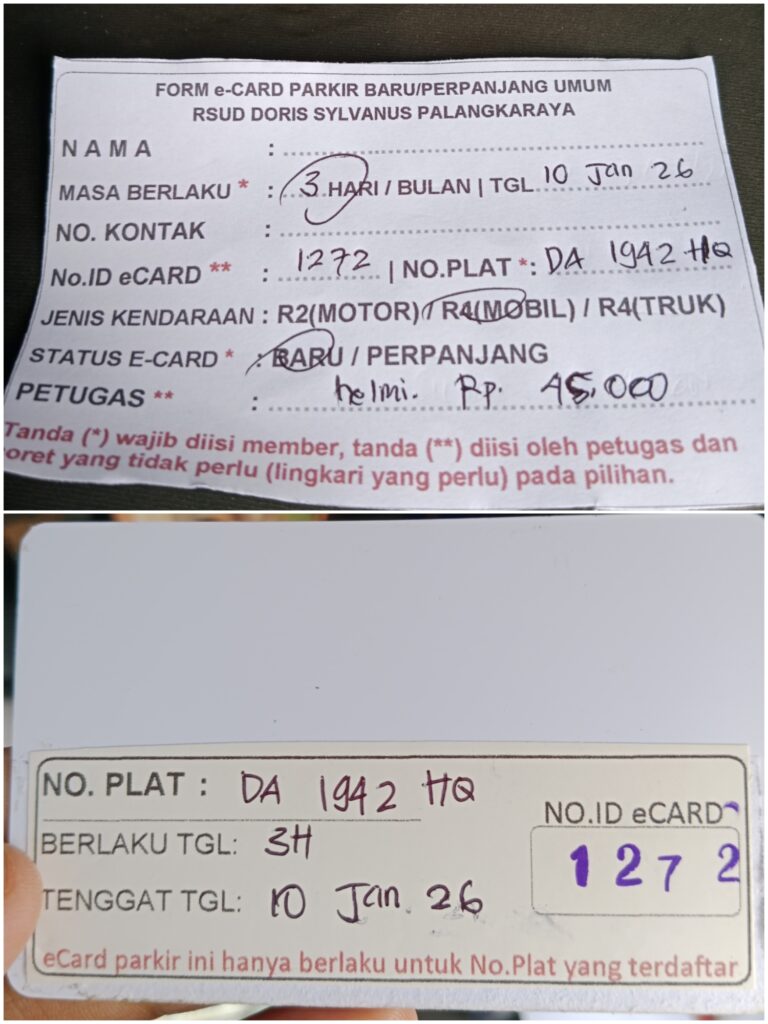 FORM e-CARD PARKIR BARU/PERPANJANG UMUM
RSUD DORIS SYLVANUS PALANGKARAYA
NAMA :
MASA BERLAKU * : 3 HARI / BULAN | TGL 10 Jan 26
NO. KONTAK :
No.ID eCARD ** : 1272 | NO.PLAT *: DA 1942 HQ
JENIS KENDARAAN : R2(MOTOR) / R4(MOBIL) / R4(TRUK)
STATUS E-CARD * : BARU / PERPANJANG
PETUGAS ** : helmi. Rp. 45.000
Tanda (*) wajib diisi member, tanda (**) diisi oleh petugas dan
oret yang tidak perlu (lingkari yang perlu) pada pilihan.
NO. PLAT : DA 1942 HQ
NO.ID eCARD
BERLAKU TGL: 3H
1272
TENGGAT TGL: 10 Jan 26
eCard parkir ini hanya berlaku untuk No.Plat yang terdaftar